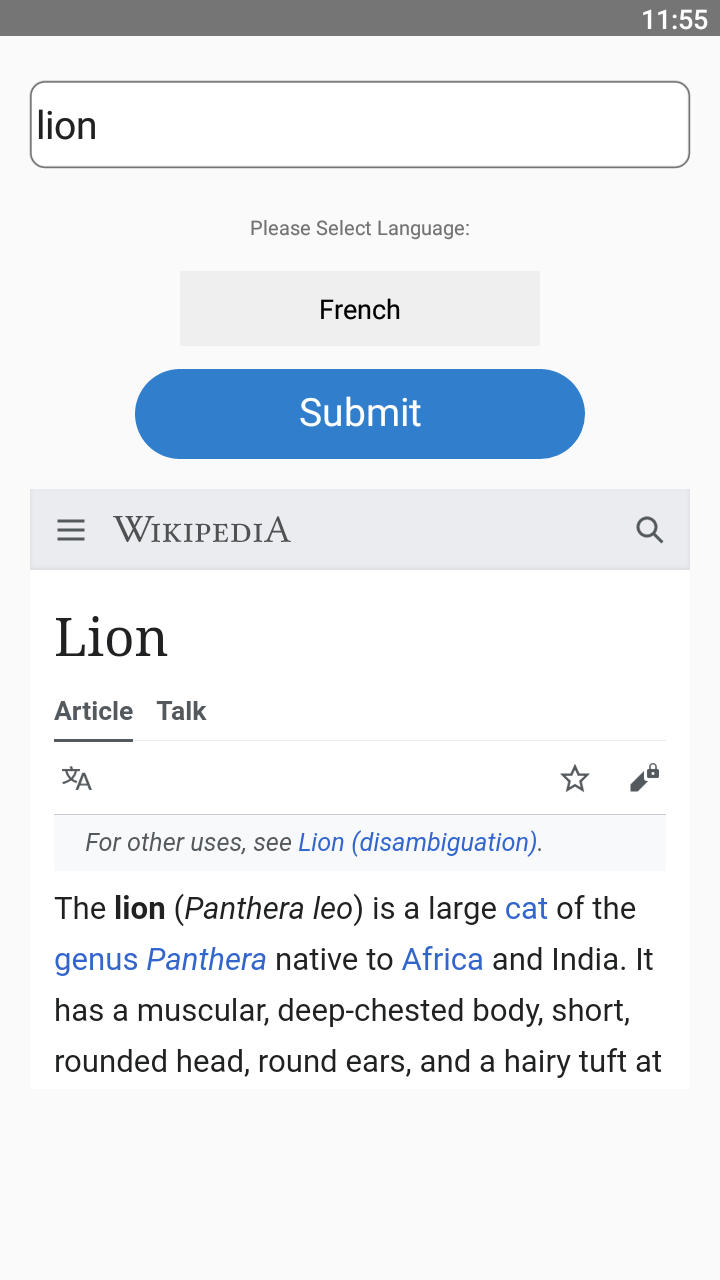 11:55
lion
Please Select Language:
French
Submit
WIKIPEDIA
Lion
Article Talk
文A
For other uses, see Lion (disambiguation).
The lion (Panthera leo) is a large cat of the
genus Panthera native to Africa and India. It
has a muscular, deep-chested body, short,
rounded head, round ears, and a hairy tuft at